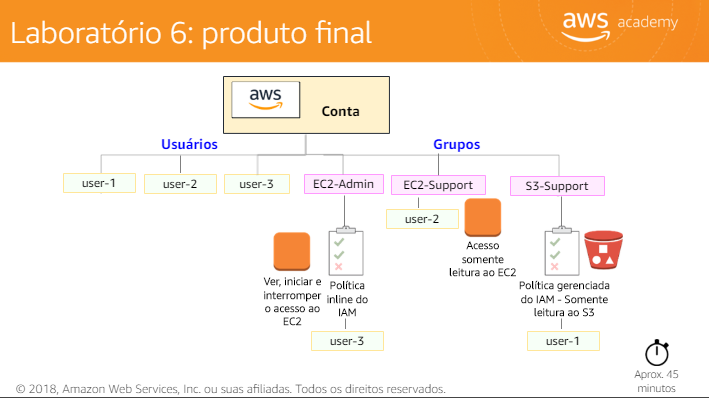 Laboratório 6: produto final
aws academy
aws
Conta
Usuários
Grupos
user-1
user-2
user-3
EC2-Admin
EC2-Support
S3-Support
user-2
Acesso
somente
leitura ao EC2
Ver, iniciar e
interromper
o acesso ao
EC2
Política
inline do
IAM
Política gerenciada
do IAM - Somente
leitura ao S3
user-3
user-1
Aprox. 45
minutos
© 2018, Amazon Web Services, Inc. ou suas afiliadas. Todos os direitos reservados.